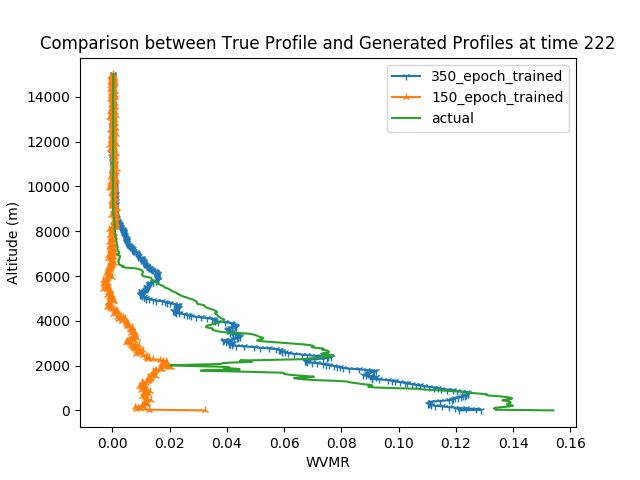 Comparison between True Profile and Generated Profiles at time 222
350_epoch_trained
150_epoch_trained
actual
Altitude (m)
14000
12000
10000
8000
6000
4000
2000
0
0.00 0.02 0.04 0.06 0.08 0.10 0.12 0.14 0.16
WVMR